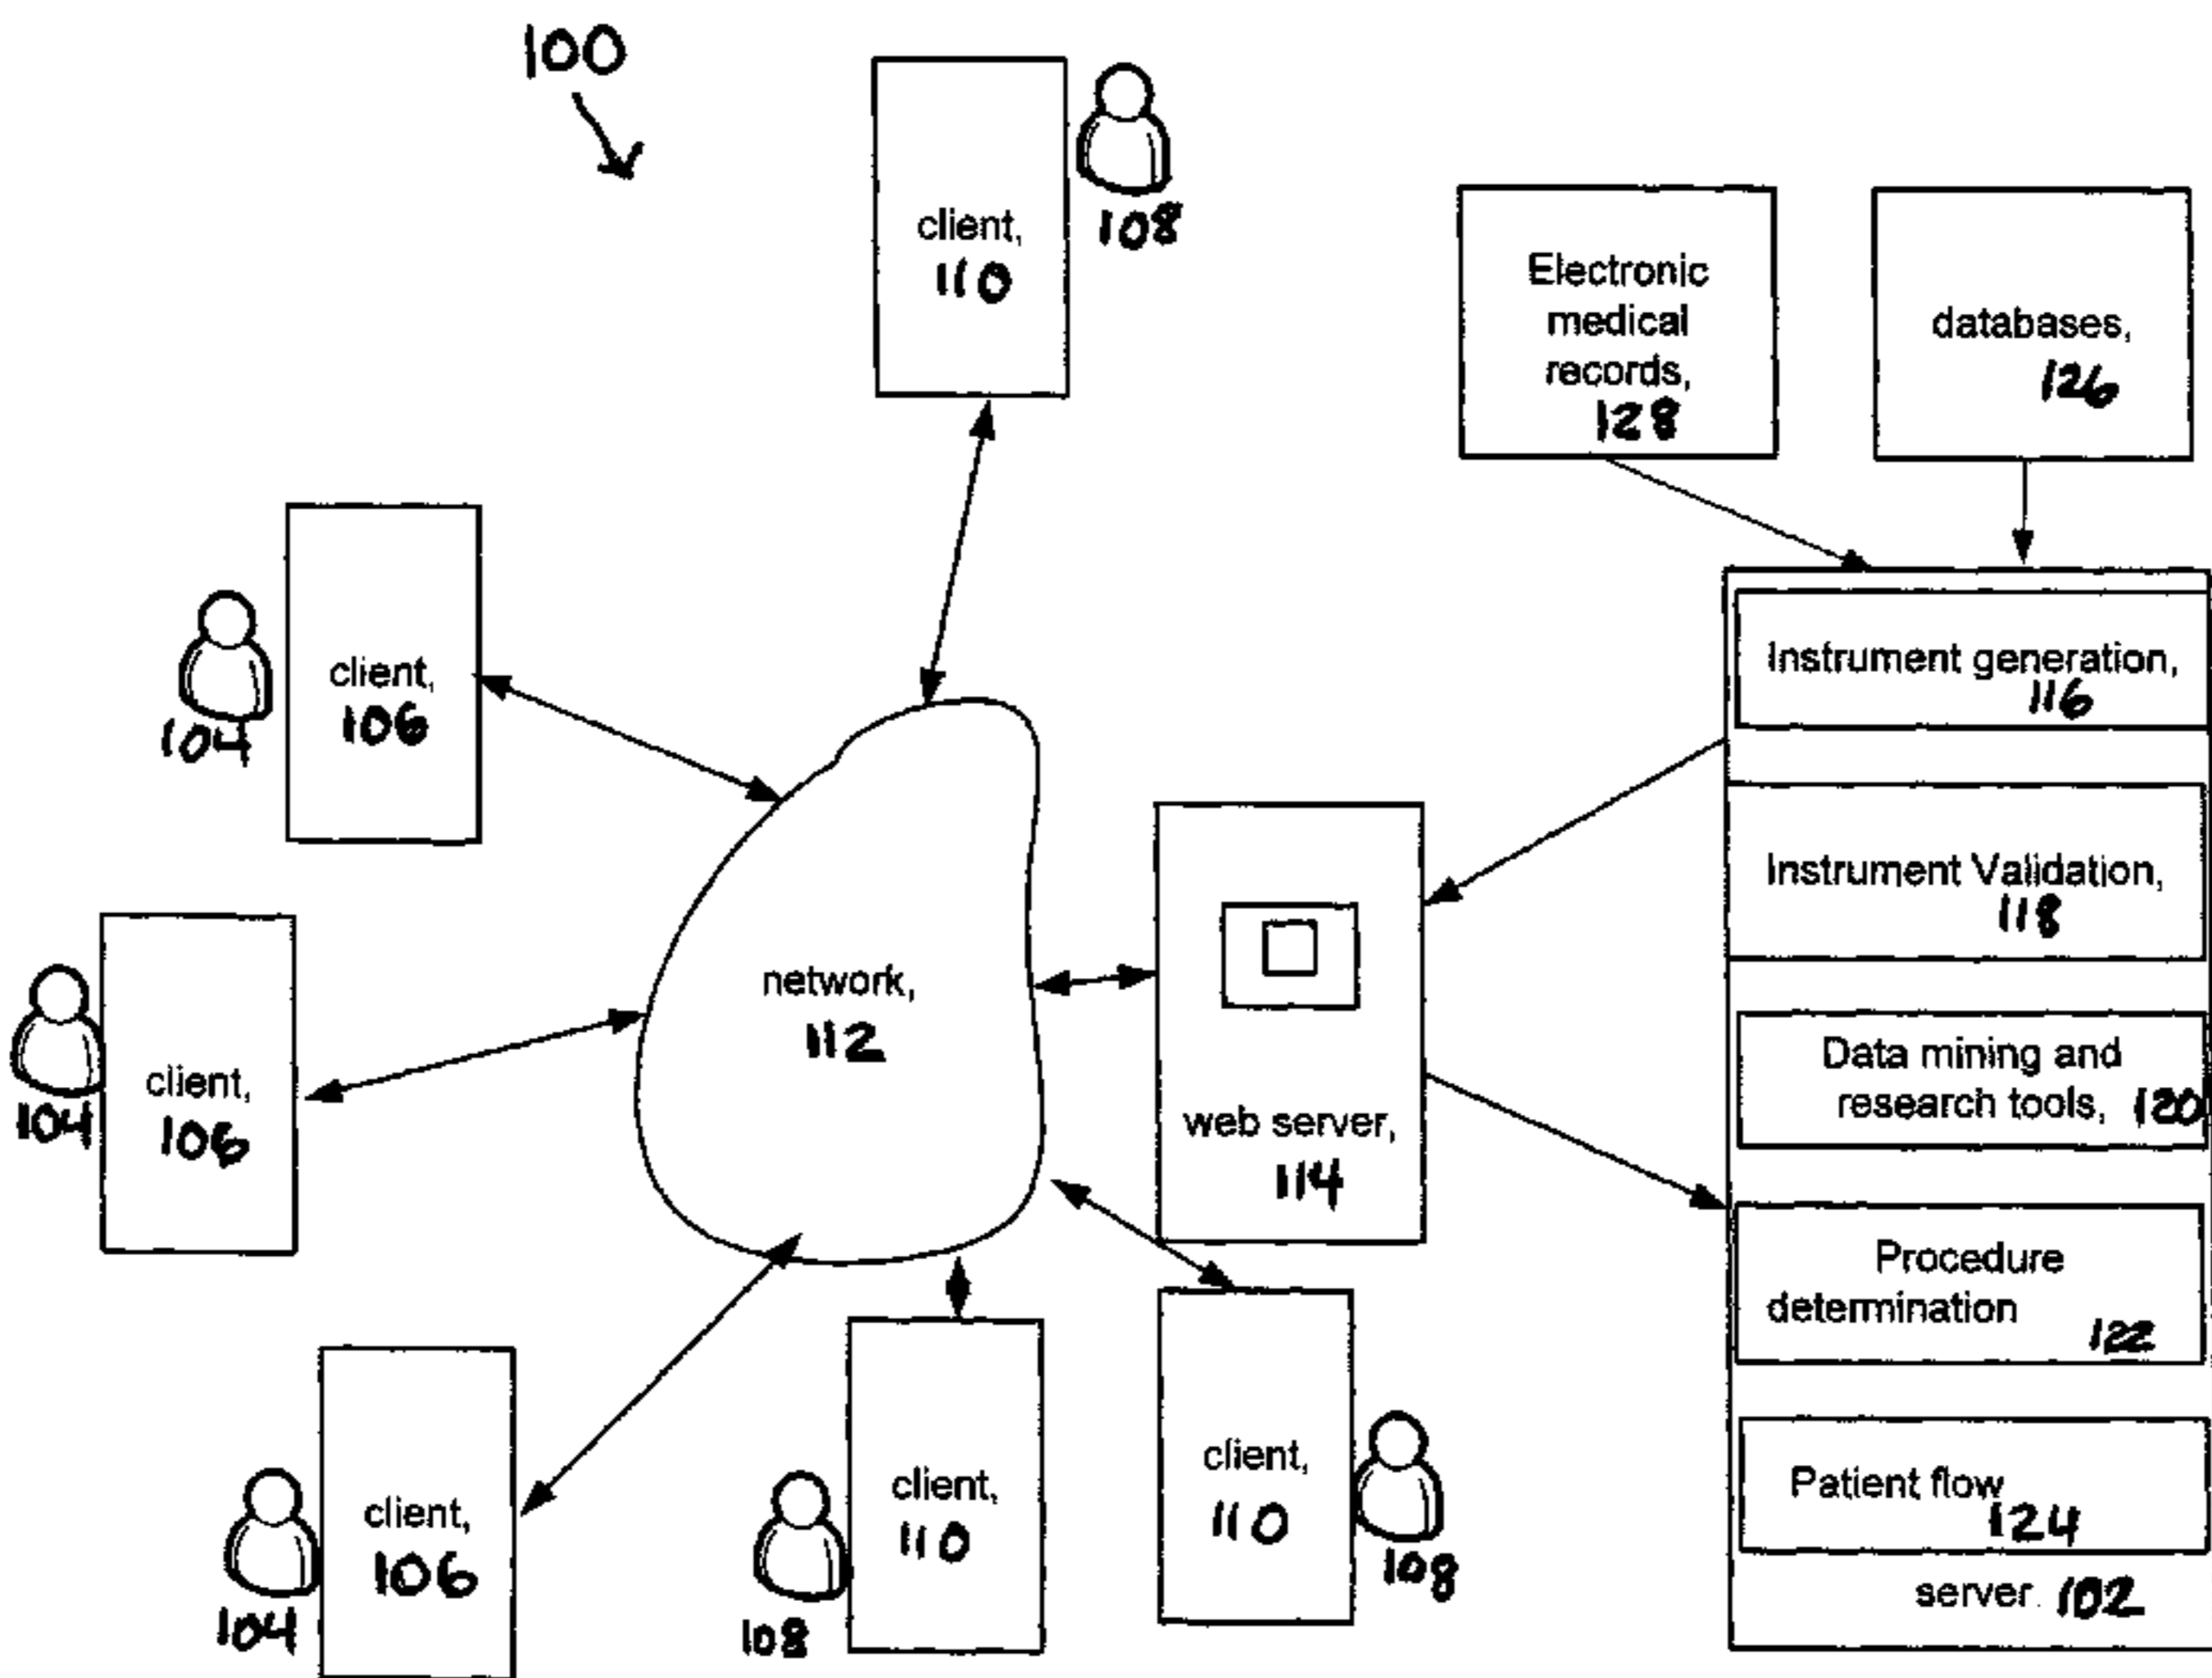 100
client,
110
108
Electronic
medical
records,
128
databases,
126
client,
106
104
Instrument generation,
116
Instrument Validation,
118
client,
106
104
network,
112
web server,
114
Data mining and
research tools, 120
Procedure
determination
122
Patient flow
124
server. 102
client,
106
104
client,
110
108
client,
110
108